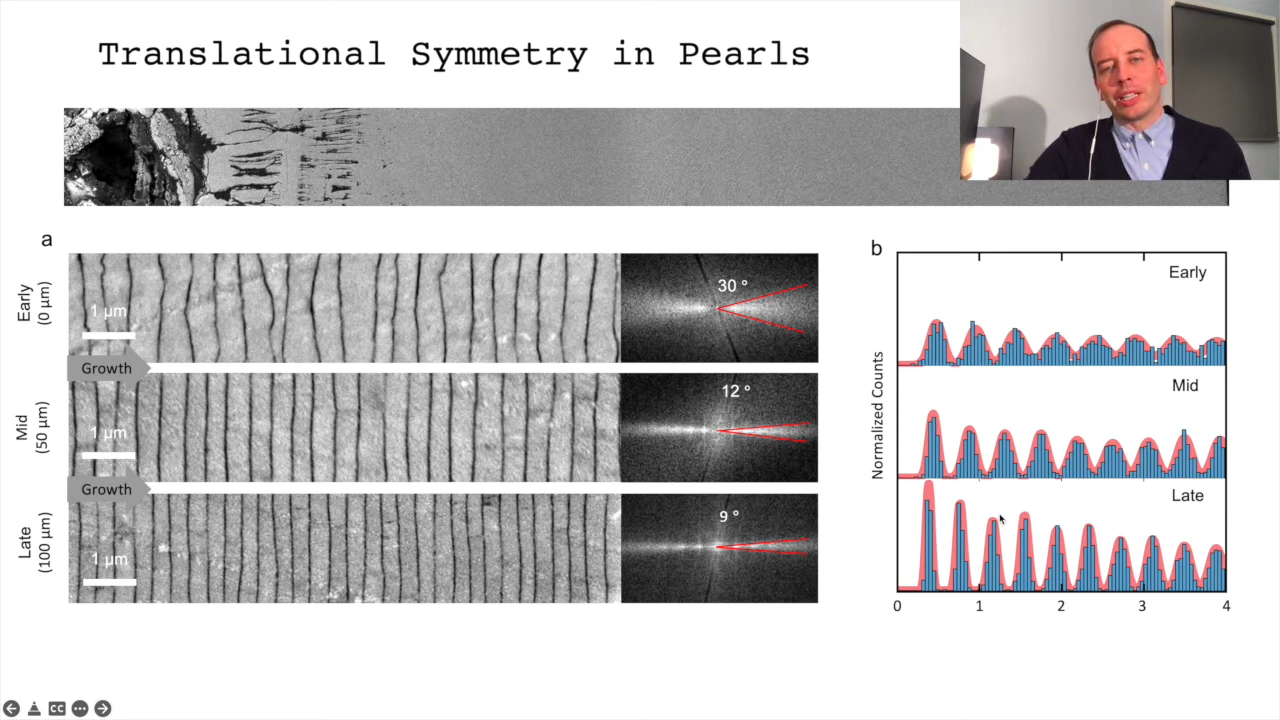 Translational Symmetry in Pearls
a
b
Early
(0 µm)
1 µm
30 °
Growth
Mid
(50 µm)
1 µm
12 °
Growth
Late
(100 µm)
1 µm
9 °
Normalized Counts
Early
Mid
Late
0 1 2 3 4
CC